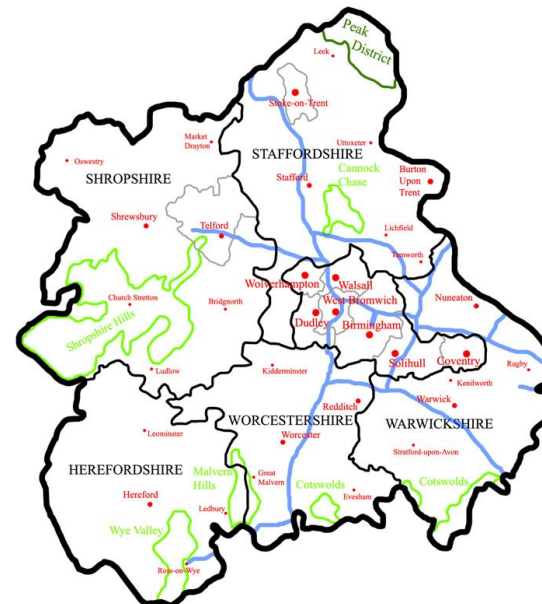 Peak
District
Leek
Stoke-on-Trent
Market
Drayton
Uttoxeter
Oswestry
STAFFORDSHIRE
SHROPSHIRE
Cannock
Chase
Burton
Upon
Trent
Stafford
Shrewsbury
Telford
Lichfield
Tamworth
Wolverhampton
Walsall
Church Stretton
Bridgnorth
West Bromwich
Nuneaton
Dudley
Birmingham
Shropshire Hills
Solihull
Coventry
Ludlow
Kidderminster
Rugby
Kenilworth
Redditch
Warwick
WORCESTERSHIRE
WARWICKSHIRE
Leominster
Worcester
Stratford-upon-Avon
HEREFORDSHIRE
Malvern
Hills
Great
Malvern
Cotswolds
Cotswolds
Hereford
Evesham
Ledbury
Wye Valley
Ross-on-Wye